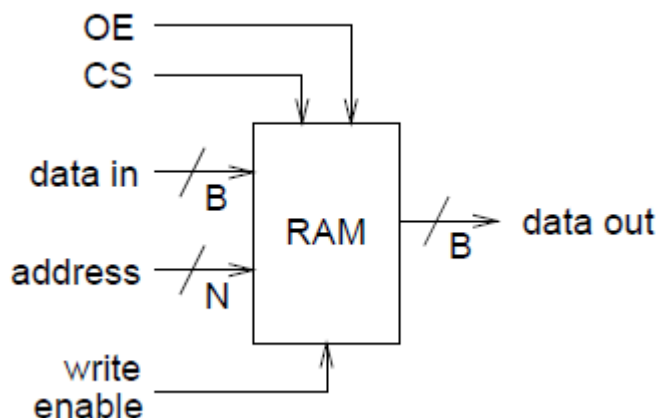 OE
CS
data in
B
RAM
data out
B
address
N
write
enable